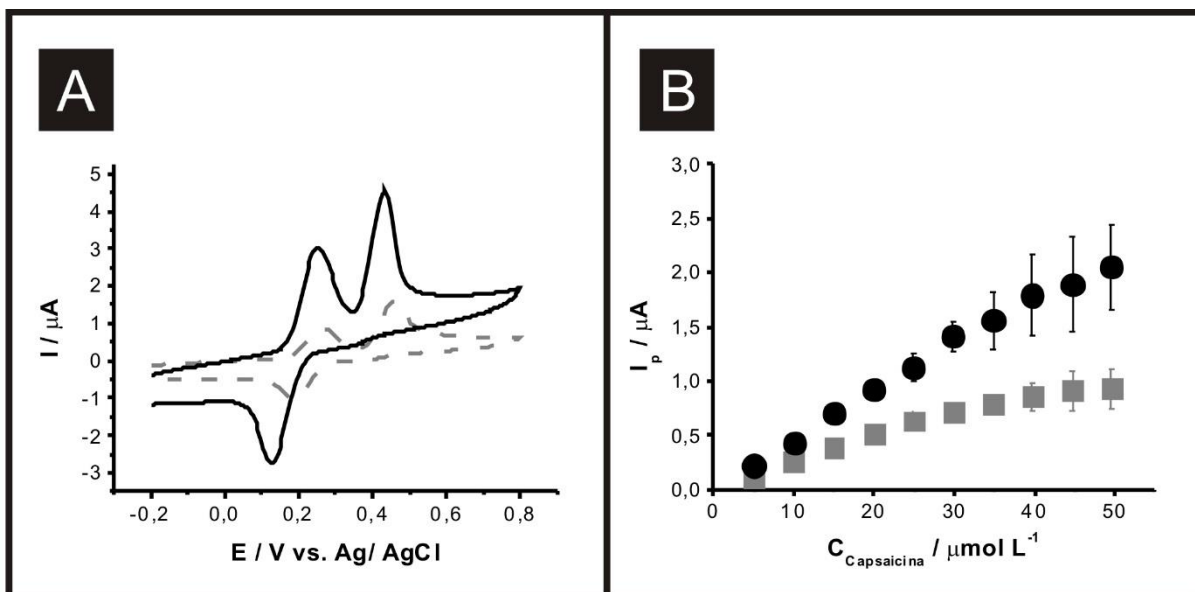 A
5
4
3
2
1
0
-1
-2
-3
I / μA
-0,2 0,0 0,2 0,4 0,6 0,8
E / V vs. Ag/ AgCl
B
3,0
2,5
2,0
1,5
1,0
0,5
0,0
I_p / μA
0 10 20 30 40 50
C_Capsaicina / μmol L⁻¹